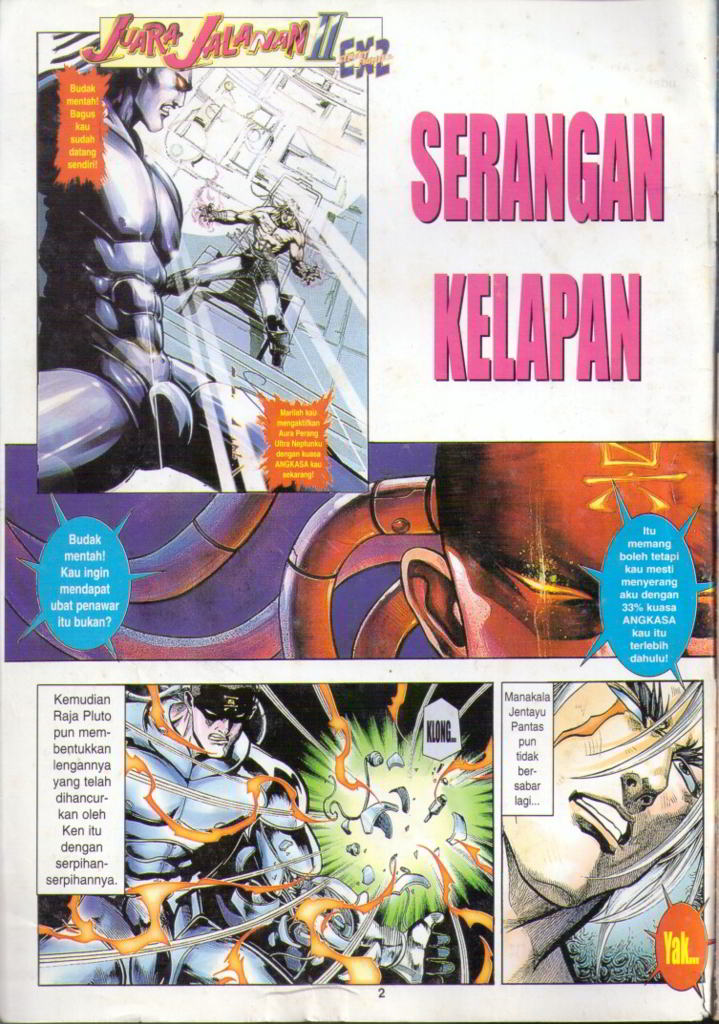 JUARA JALANAN II
EX2
Budak
mentah!
Bagus
kau
sudah
datang
sendiri!
SERANGAN
KELAPAN
Marilah kau
mengaktifkan
Aura Perang
Ultra Neptunku
dengan kuasa
ANGKASA kau
sekarang!
Budak
mentah!
Kau ingin
mendapat
ubat penawar
itu bukan?
Itu
memang
boleh tetapi
kau mesti
menyerang
aku dengan
33% kuasa
ANGKASA
kau itu
terlebih
dahulu!
Kemudian
Raja Pluto
pun mem-
bentukkan
lengannya
yang telah
dihancur-
kan oleh
Ken itu
dengan
serpihan-
serpihannya.
KLONG...
Manakala
Jentayu
Pantas
pun
tidak
ber-
sabar
lagi...
Yak...
2